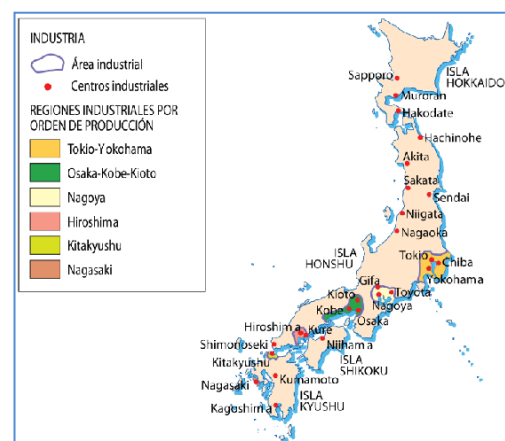 INDUSTRIA
Área industrial
Centros industriales
REGIONES INDUSTRIALES POR
ORDEN DE PRODUCCIÓN
Tokio-Yokohama
Osaka-Kobe-Kioto
Nagoya
Hiroshima
Kitakyushu
Nagasaki
Sapporo
ISLA
HOKKAIDO
Muroran
Hakodate
Hachinohe
Akita
Sakata
Sendai
Niigata
Nagaoka
ISLA
HONSHU
Tokio
Chiba
Yokohama
Gifa
Kioto
Toyota
Nagoya
Kobe
Osaka
Hiroshima
Kure
Niihama
Shimonoseki
ISLA
SHIKOKU
Kitakyushu
Nagasaki
Kumamoto
ISLA
KYUSHU
Kagoshima